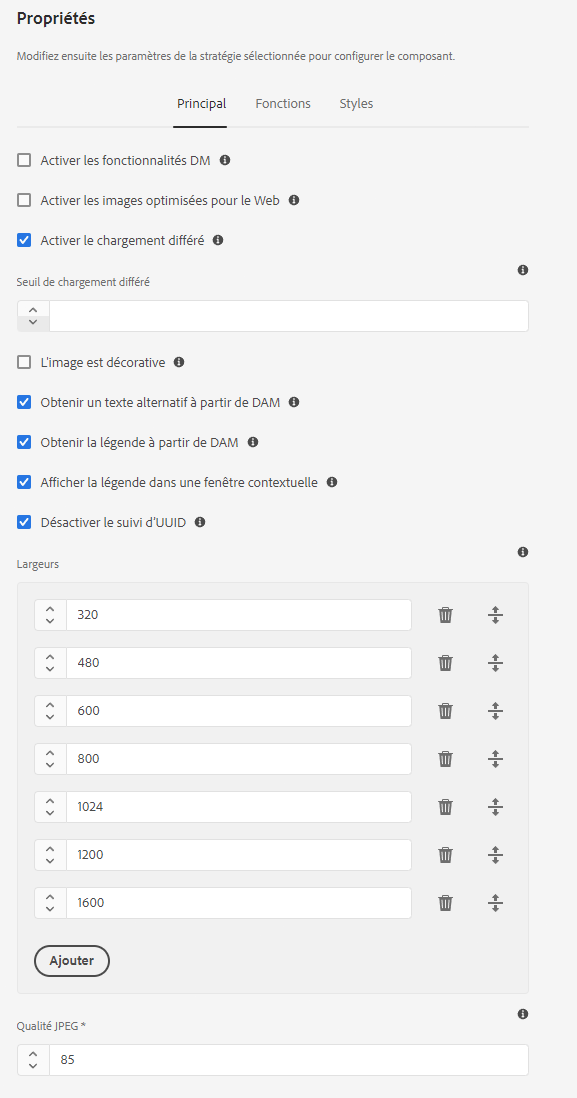 Propriétés
Modifiez ensuite les paramètres de la stratégie sélectionnée pour configurer le composant.
Principal Fonctions Styles
Activer les fonctionnalités DM
Activer les images optimisées pour le Web
Activer le chargement différé
Seuil de chargement différé
L'image est décorative
Obtenir un texte alternatif à partir de DAM
Obtenir la légende à partir de DAM
Afficher la légende dans une fenêtre contextuelle
Désactiver le suivi d'UUID
Largeurs
320
480
600
800
1024
1200
1600
Ajouter
Qualité JPEG *
85